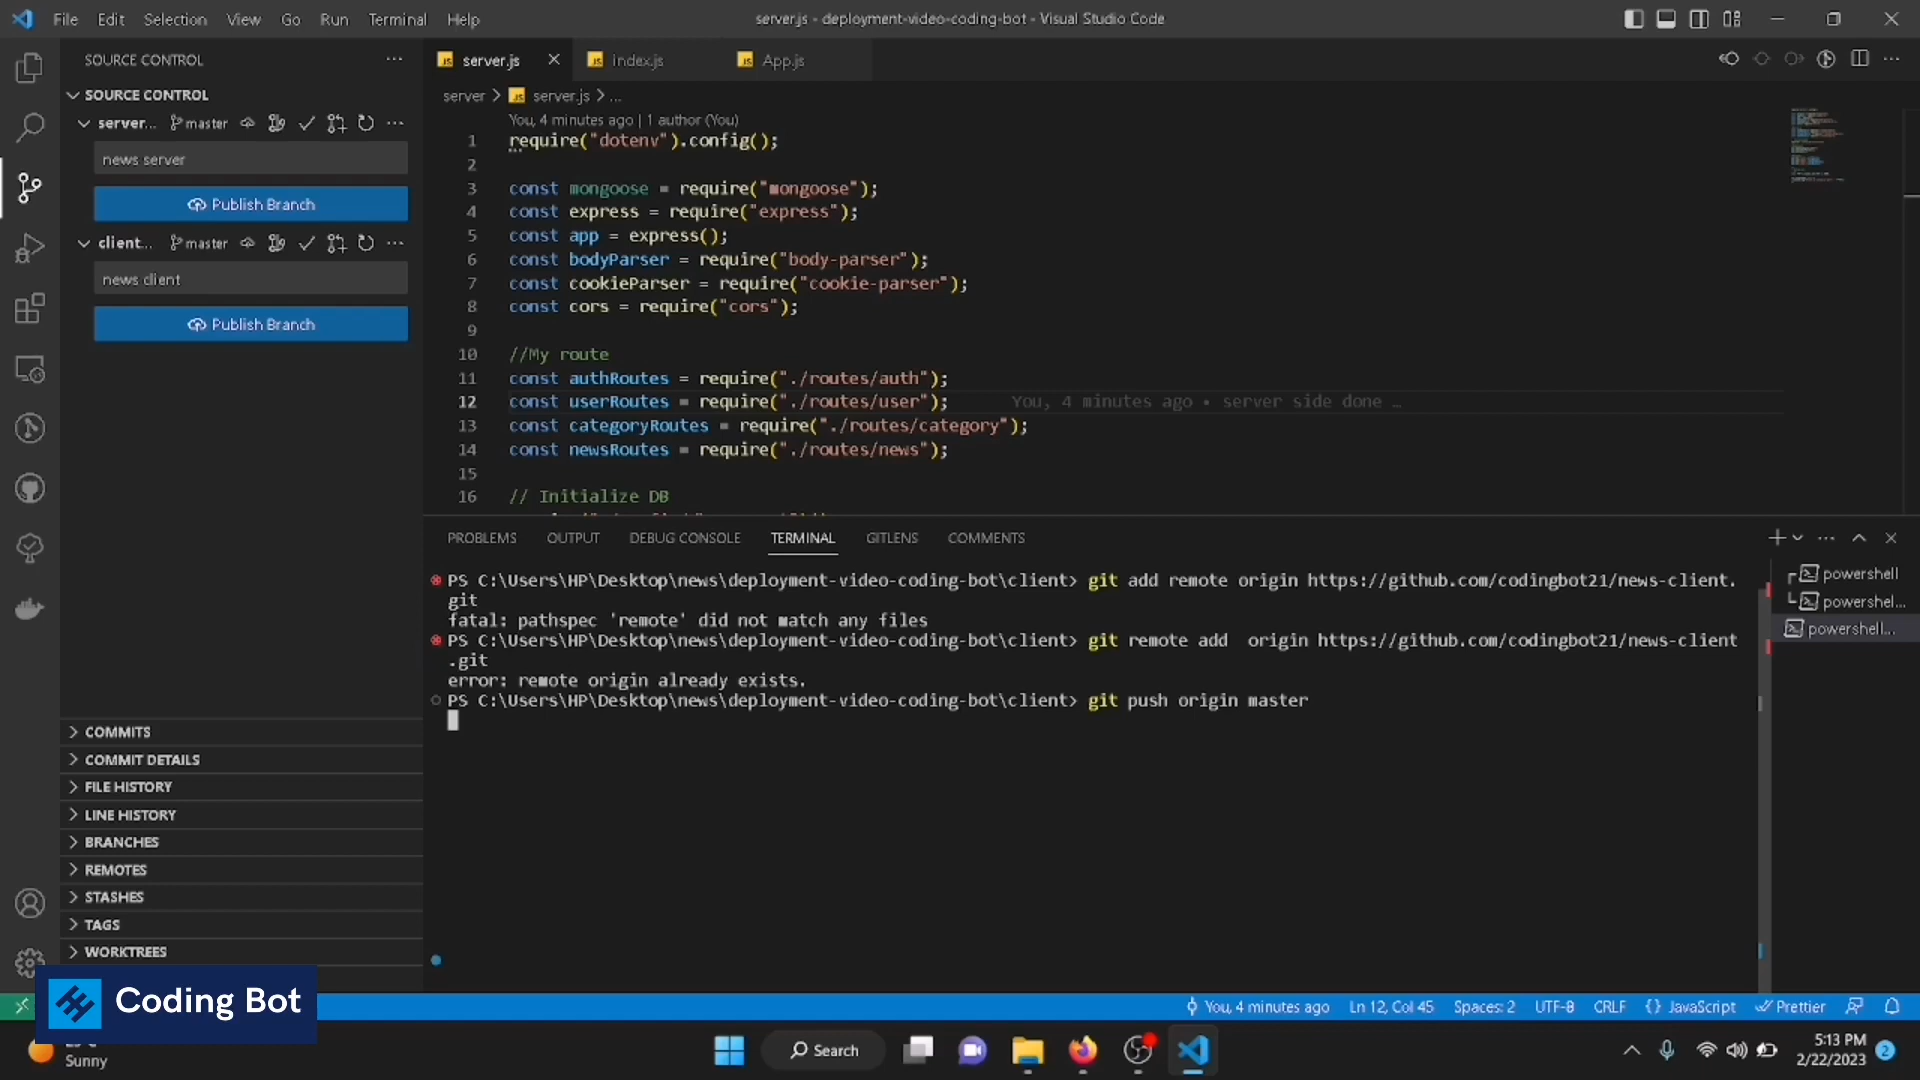 File Edit Selection View Go Run Terminal Help
server.js - deployment-video-coding-bot - Visual Studio Code
SOURCE CONTROL
SOURCE CONTROL
server... master
news server
Publish Branch
client... master
news client
Publish Branch
COMMITS
COMMIT DETAILS
FILE HISTORY
LINE HISTORY
BRANCHES
REMOTES
STASHES
TAGS
WORKTREES
server.js index.js App.js
server > server.js > ...
You, 4 minutes ago | 1 author (You)
1 require("dotenv").config();
2
3 const mongoose = require("mongoose");
4 const express = require("express");
5 const app = express();
6 const bodyParser = require("body-parser");
7 const cookieParser = require("cookie-parser");
8 const cors = require("cors");
9
10 //My route
11 const authRoutes = require("./routes/auth");
12 const userRoutes = require("./routes/user"); You, 4 minutes ago • server side done …
13 const categoryRoutes = require("./routes/category");
14 const newsRoutes = require("./routes/news");
15
16 // Initialize DB
PROBLEMS OUTPUT DEBUG CONSOLE TERMINAL GITLENS COMMENTS
PS C:\Users\HP\Desktop\news\deployment-video-coding-bot\client> git add remote origin https://github.com/codingbot21/news-client.
git
fatal: pathspec 'remote' did not match any files
PS C:\Users\HP\Desktop\news\deployment-video-coding-bot\client> git remote add  origin https://github.com/codingbot21/news-client
.git
error: remote origin already exists.
PS C:\Users\HP\Desktop\news\deployment-video-coding-bot\client> git push origin master
powershell
powershel...
powershell...
Coding Bot
You, 4 minutes ago Ln 12, Col 45 Spaces: 2 UTF-8 CRLF {} JavaScript Prettier
Sunny
Search
5:13 PM
2/22/2023
2